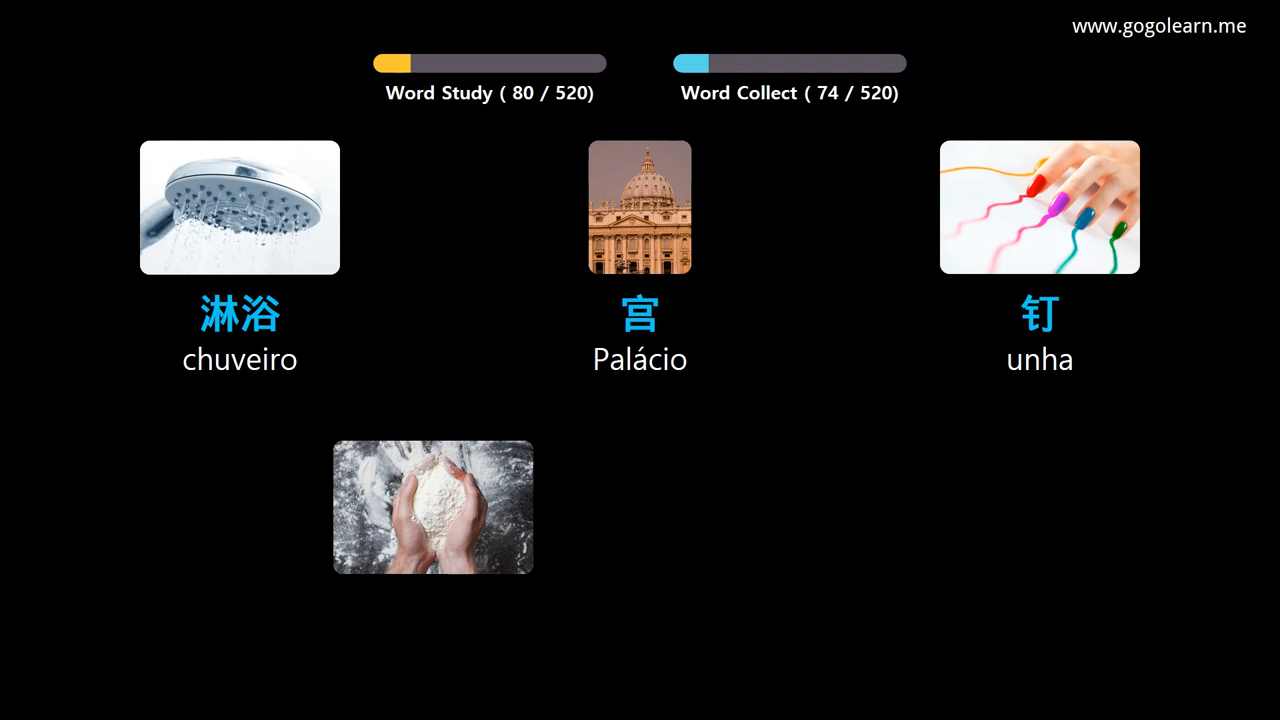 www.gogolearn.me
Word Study ( 80 / 520)
Word Collect ( 74 / 520)
淋浴
chuveiro
宫
Palácio
钉
unha